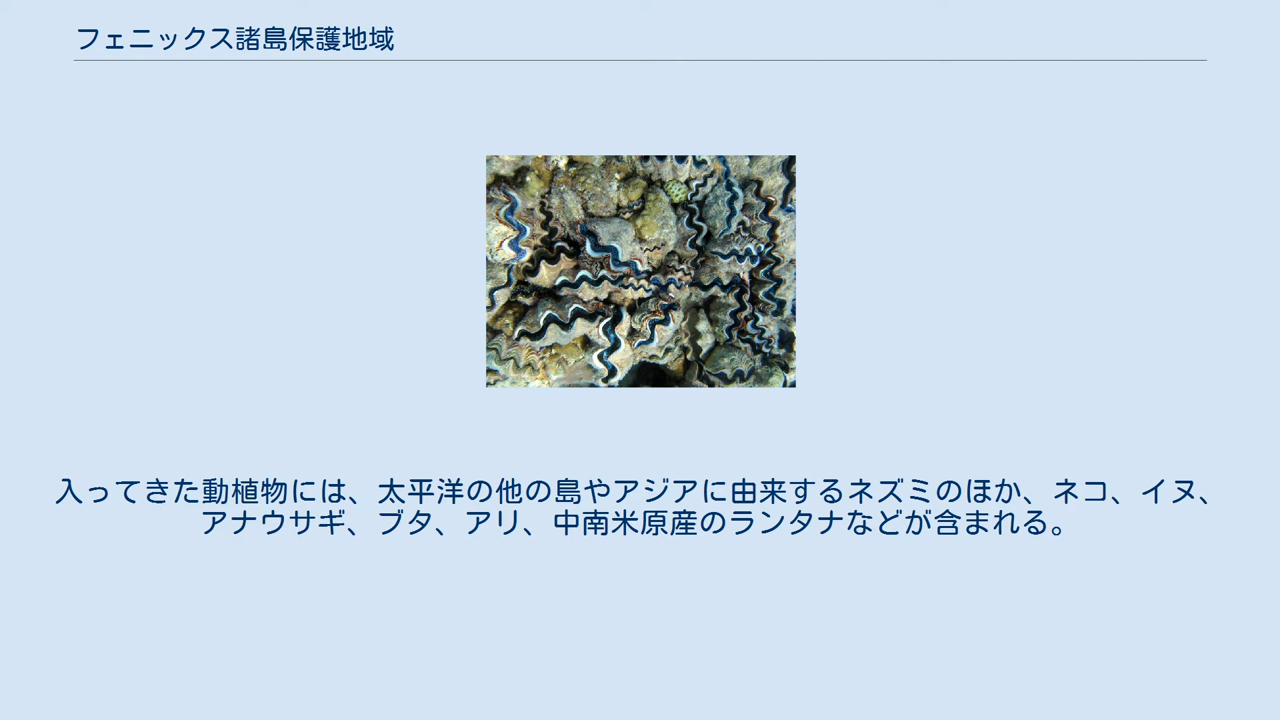 フェニックス諸島保護地域
入ってきた動植物には、太平洋の他の島やアジアに由来するネズミのほか、ネコ、イヌ、
アナウサギ、ブタ、アリ、中南米原産のランタナなどが含まれる。